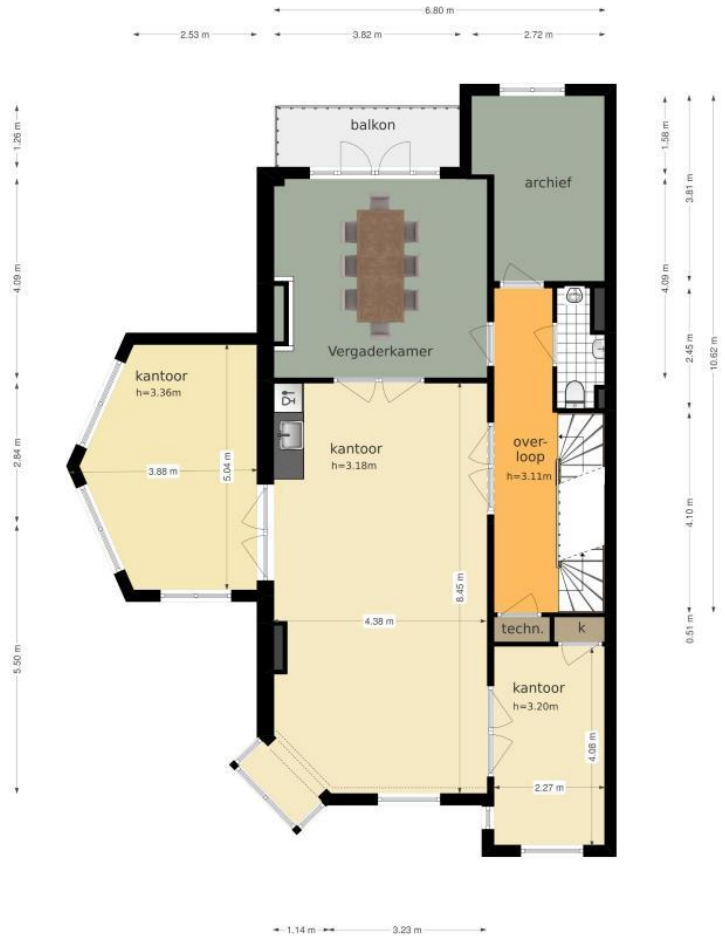 6.80 m
2.53 m
3.82 m
2.72 m
balkon
archief
1.26 m
1.58 m
3.81 m
4.09 m
4.09 m
10.62 m
2.45 m
Vergaderkamer
kantoor
h=3.36m
kantoor
h=3.18m
over-
loop
h=3.11m
2.84 m
3.88 m
5.04 m
4.10 m
8.45 m
4.38 m
techn.
k
0.51 m
5.50 m
kantoor
h=3.20m
4.08 m
2.27 m
1.14 m
3.23 m